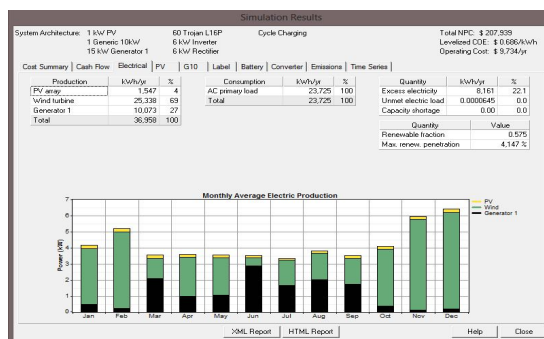 Simulation Results
System Architecture: 1 kW PV 60 Trojan L16P Cycle Charging Total NPC: $ 207,939
1 Generic 10kW 6 kW Inverter Levelized COE: $ 0.686/kWh
15 kW Generator 1 6 kW Rectifier Operating Cost: $ 9,734/yr
Cost Summary Cash Flow Electrical PV G10 Label Battery Converter Emissions Time Series
Production kWh/yr % Consumption kWh/yr % Quantity kWh/yr %
PV array 1,547 4 AC primary load 23,725 100 Excess electricity 8,161 22.1
Wind turbine 25,338 69 Total 23,725 100 Unmet electric load 0.0000645 0.0
Generator 1 10,073 27 Capacity shortage 0.00 0.0
Total 36,958 100 Quantity Value
Renewable fraction 0.575
Max. renew. penetration 4,147 %
Monthly Average Electric Production
Power (kW)
7
6
5
4
3
2
1
0
Jan Feb Mar Apr May Jun Jul Aug Sep Oct Nov Dec
PV
Wind
Generator 1
XML Report HTML Report Help Close